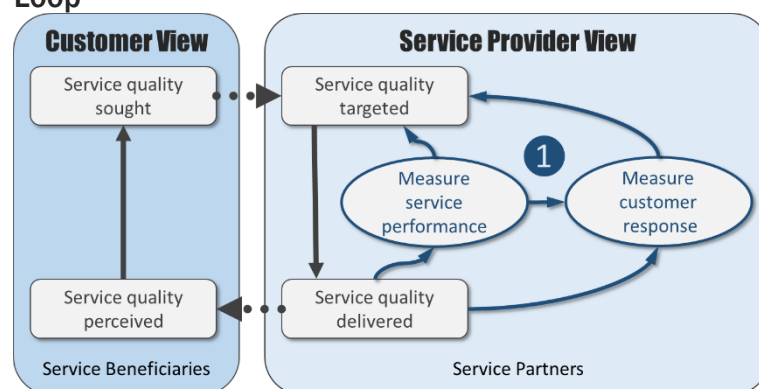 Loop
Customer View
Service Provider View
Service quality
sought
Service quality
targeted
1
Measure
service
performance
Measure
customer
response
Service quality
perceived
Service quality
delivered
Service Beneficiaries
Service Partners